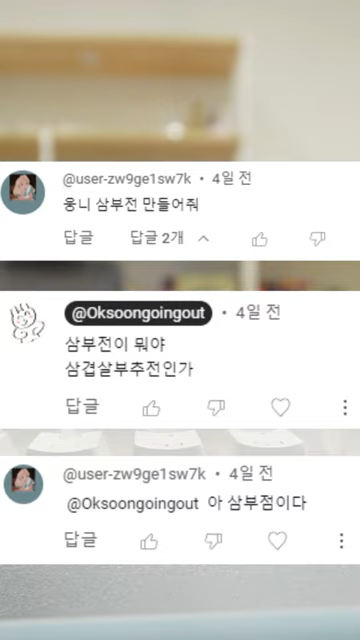 @user-zw9ge1sw7k • 4일 전
웅니 삼부전 만들어줘
답글 답글 2개
@Oksoongoingout • 4일 전
삼부전이 뭐야
삼겹살부추전인가
답글
@user-zw9ge1sw7k • 4일 전
@Oksoongoingout 아 삼부점이다
답글